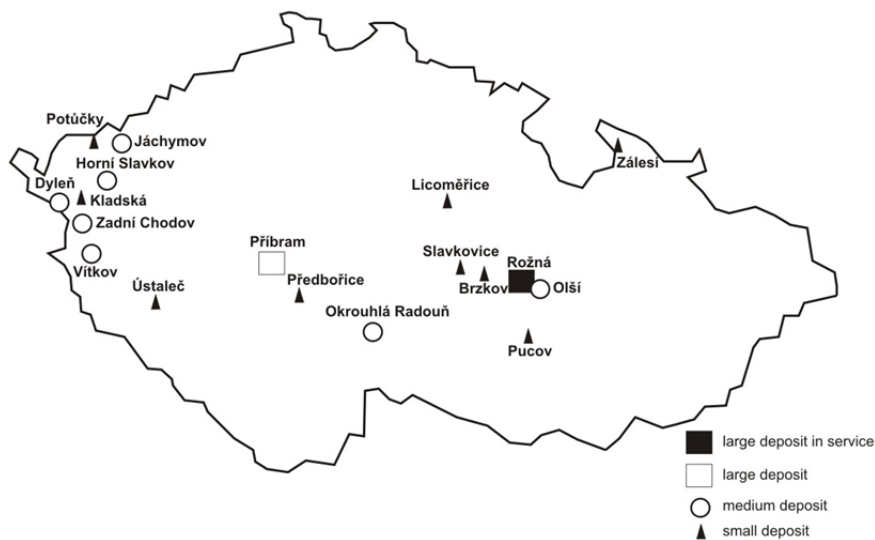 Potůčky
Jáchymov
Horní Slavkov
Dyleň
Kladská
Zadní Chodov
Vítkov
Ústaleč
Příbram
Předbořice
Okrouhlá Radouň
Licoměřice
Slavkovice
Brzkov
Rožná
Olší
Pucov
Zálesí
large deposit in service
large deposit
medium deposit
small deposit